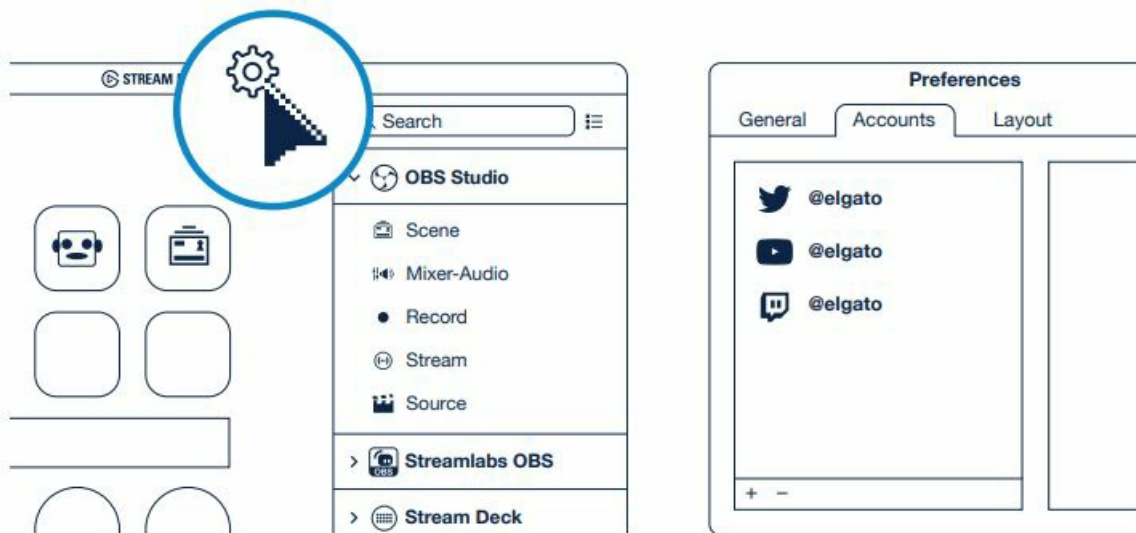 STREAM
Search
OBS Studio
Scene
Mixer-Audio
Record
Stream
Source
Streamlabs OBS
OBS
Stream Deck
Preferences
General Accounts Layout
@elgato
@elgato
@elgato
+ −